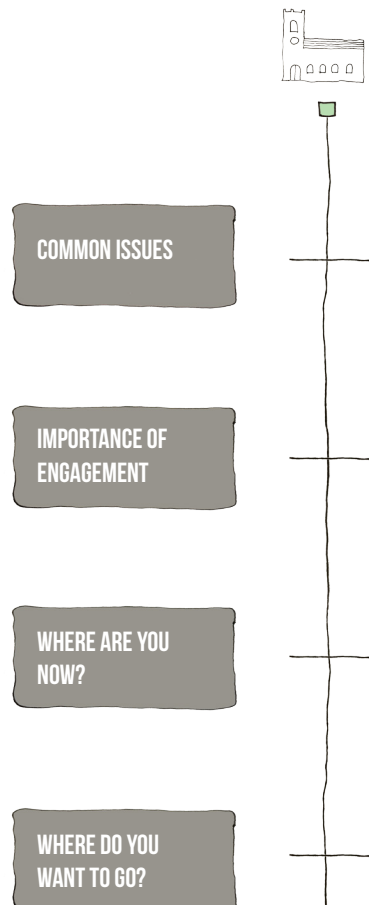 COMMON ISSUES
IMPORTANCE OF
ENGAGEMENT
WHERE ARE YOU
NOW?
WHERE DO YOU
WANT TO GO?